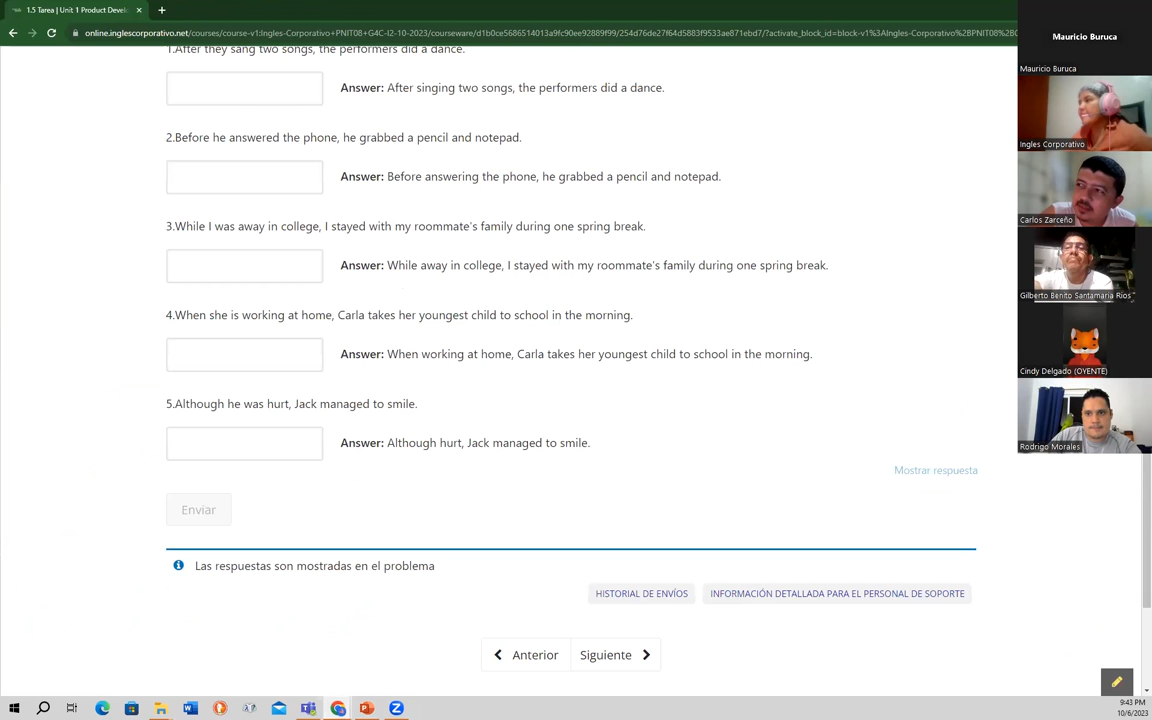 1.5 Tarea | Unit 1 Product Devel
online.inglescorporativo.net/courses/course-v1:Ingles-Corporativo+PNIT08+G4C-I2-10-2023/courseware/d1b0ce5686514013a9fc90ee92889f99/254d76de27f64d5881f9533ae871ebd7/?activate_block_id=block-v1%3AIngles-Corporativo%2BPNIT08%2BC
1.After they sang two songs, the performers did a dance.
Answer: After singing two songs, the performers did a dance.
2.Before he answered the phone, he grabbed a pencil and notepad.
Answer: Before answering the phone, he grabbed a pencil and notepad.
3.While I was away in college, I stayed with my roommate's family during one spring break.
Answer: While away in college, I stayed with my roommate's family during one spring break.
4.When she is working at home, Carla takes her youngest child to school in the morning.
Answer: When working at home, Carla takes her youngest child to school in the morning.
5.Although he was hurt, Jack managed to smile.
Answer: Although hurt, Jack managed to smile.
Mostrar respuesta
Enviar
Las respuestas son mostradas en el problema
HISTORIAL DE ENVÍOS
INFORMACIÓN DETALLADA PARA EL PERSONAL DE SOPORTE
Anterior
Siguiente
Mauricio Buruca
Mauricio Buruca
Ingles Corporativo
Carlos Zarceño
Gilberto Benito Santamaria Rios
Cindy Delgado (OYENTE)
Rodrigo Morales
9:43 PM
10/6/2023